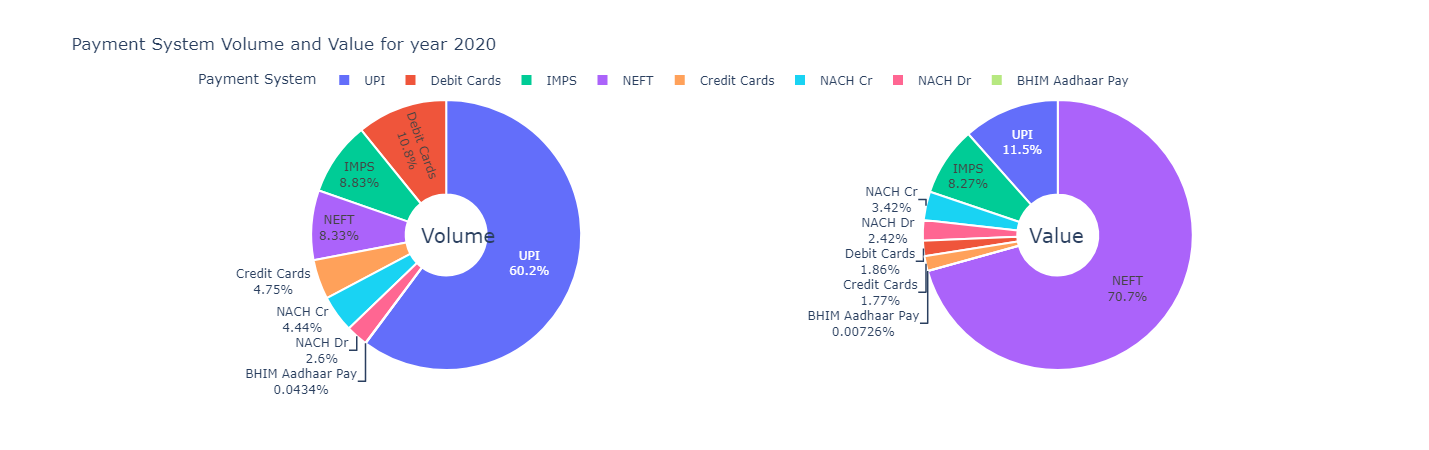 Payment System Volume and Value for year 2020
Payment System UPI Debit Cards IMPS NEFT Credit Cards NACH Cr NACH Dr BHIM Aadhaar Pay
Debit Cards
10.8%
IMPS
8.83%
NEFT
8.33%
Volume
UPI
60.2%
Credit Cards
4.75%
NACH Cr
4.44%
NACH Dr
2.6%
BHIM Aadhaar Pay
0.0434%
UPI
11.5%
IMPS
8.27%
NACH Cr
3.42%
NACH Dr
2.42%
Value
Debit Cards
1.86%
Credit Cards
1.77%
NEFT
70.7%
BHIM Aadhaar Pay
0.00726%